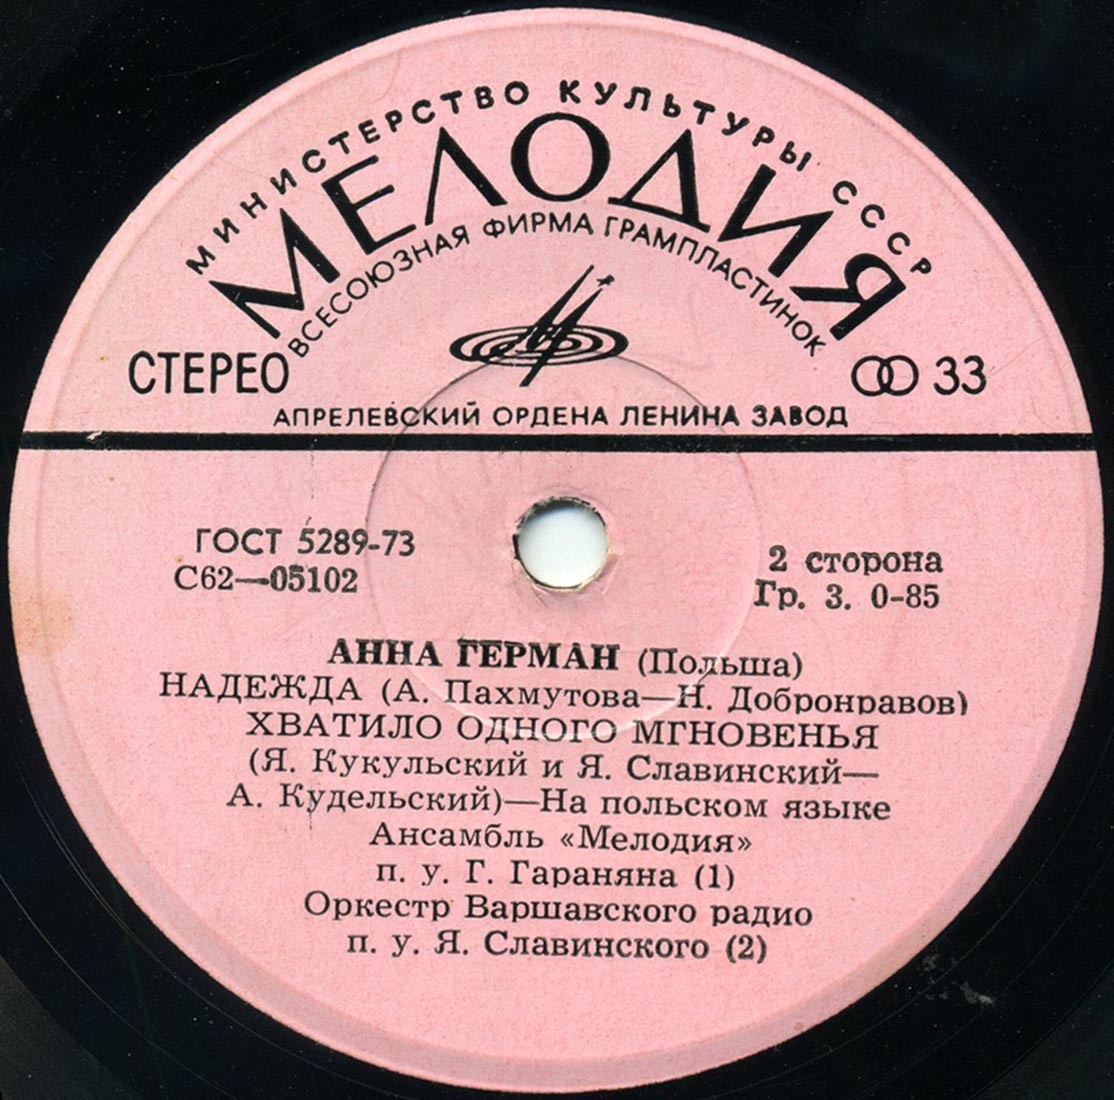 МИНИСТЕРСТВО КУЛЬТУРЫ СССР
МЕЛОДИЯ
ВСЕСОЮЗНАЯ ФИРМА ГРАМПЛАСТИНОК
СТЕРЕО
33
АПРЕЛЕВСКИЙ ОРДЕНА ЛЕНИНА ЗАВОД
ГОСТ 5289-73
С62—05102
2 сторона
Гр. 3. 0-85
АННА ГЕРМАН (Польша)
НАДЕЖДА (А. Пахмутова—Н. Добронравов)
ХВАТИЛО ОДНОГО МГНОВЕНЬЯ
(Я. Кукульский и Я. Славинский—
А. Кудельский)—На польском языке
Ансамбль «Мелодия»
п. у. Г. Гараняна (1)
Оркестр Варшавского радио
п. у. Я. Славинского (2)